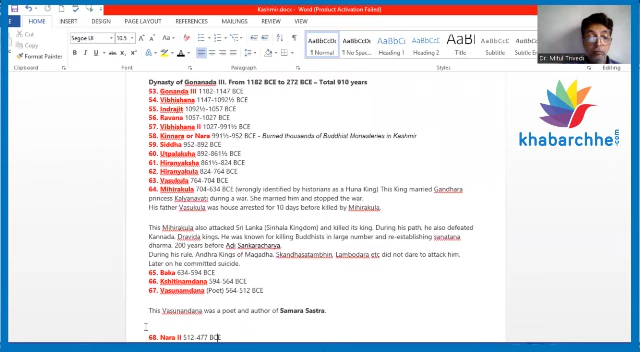 Kashmir.docx - Word (Product Activation Failed)
HOME INSERT DESIGN PAGE LAYOUT REFERENCES MAILINGS REVIEW VIEW
Cut
Copy
Format Painter
Segoe UI 10.5
B I U
AaBbCc AaBbCc AaBbC AaBbCc AaBl AaBbC AaBbC
¶ Normal ¶ No Spac... Heading 1 Heading 2 Title Subtitle
Clipboard Font Paragraph Styles Editing
Dr. Mitul Trivedi
khabarchhe.com
Dynasty of Gonanada III. From 1182 BCE to 272 BCE – Total 910 years
53. Gonanda III 1182-1147 BCE
54. Vibhishana 1147-1092½ BCE
55. Indrajit 1092½-1057 BCE
56. Ravana 1057-1027 BCE
57. Vibhishana II 1027-991½ BCE
58. Kinnara or Nara 991½-952 BCE - Burned thousands of Buddhist Monasteries in Kashmir
59. Siddha 952-892 BCE
60. Utpalaksha 892-861½ BCE
61. Hiranyaksha 861½-824 BCE
62. Hiranyakula 824-764 BCE
63. Vasukula 764-704 BCE
64. Mihirakula 704-634 BCE (wrongly identified by historians as a Huna King) This King married Gandhara
princess Kalyanavati during a war. She married him and stopped the war.
His father Vasukula was house arrested for 10 days before killed by Mihirakula.
This Mihirakula also attacked Sri Lanka (Sinhala Kingdom) and killed its king. During his path, he also defeated
Kannada, Dravida kings. He was known for killing Buddhists in large number and re-establishing sanatana
dharma, 200 years before Adi Sankaracharya.
During his rule, Andhra Kings of Magadha, Skandhasatambhin, Lambodara etc did not dare to attack him.
Later on he committed suicide.
65. Baka 634-594 BCE
66. Kshitinamdana 594-564 BCE
67. Vasunamdana (Poet) 564-512 BCE
This Vasunandana was a poet and author of Samara Sastra.
68. Nara II 512-477 BCE